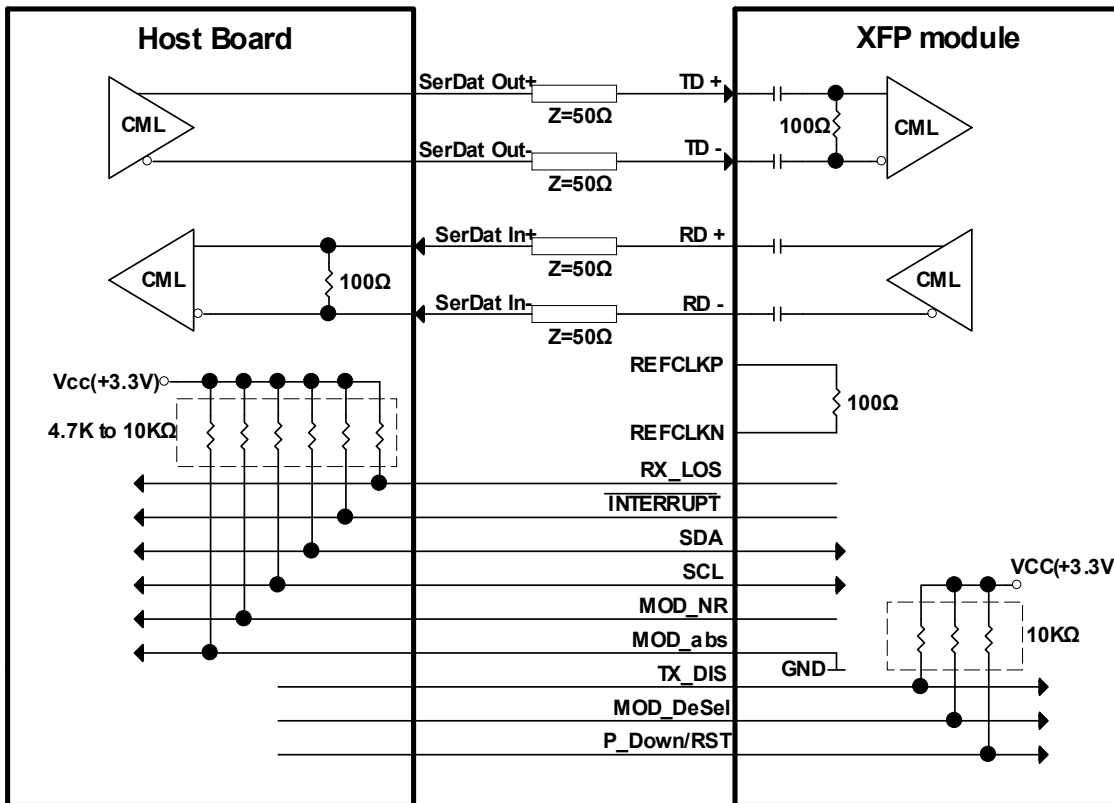 Host Board
XFP module
SerDat Out+
TD +
CML
Z=50Ω
100Ω
CML
SerDat Out-
TD -
Z=50Ω
SerDat In+
RD +
CML
100Ω
Z=50Ω
CML
SerDat In-
RD -
Z=50Ω
REFCLKP
Vcc(+3.3V)
100Ω
4.7K to 10KΩ
REFCLKN
RX_LOS
INTERRUPT
SDA
VCC(+3.3V
SCL
MOD_NR
10KΩ
MOD_abs
GND
TX_DIS
MOD_DeSel
P_Down/RST